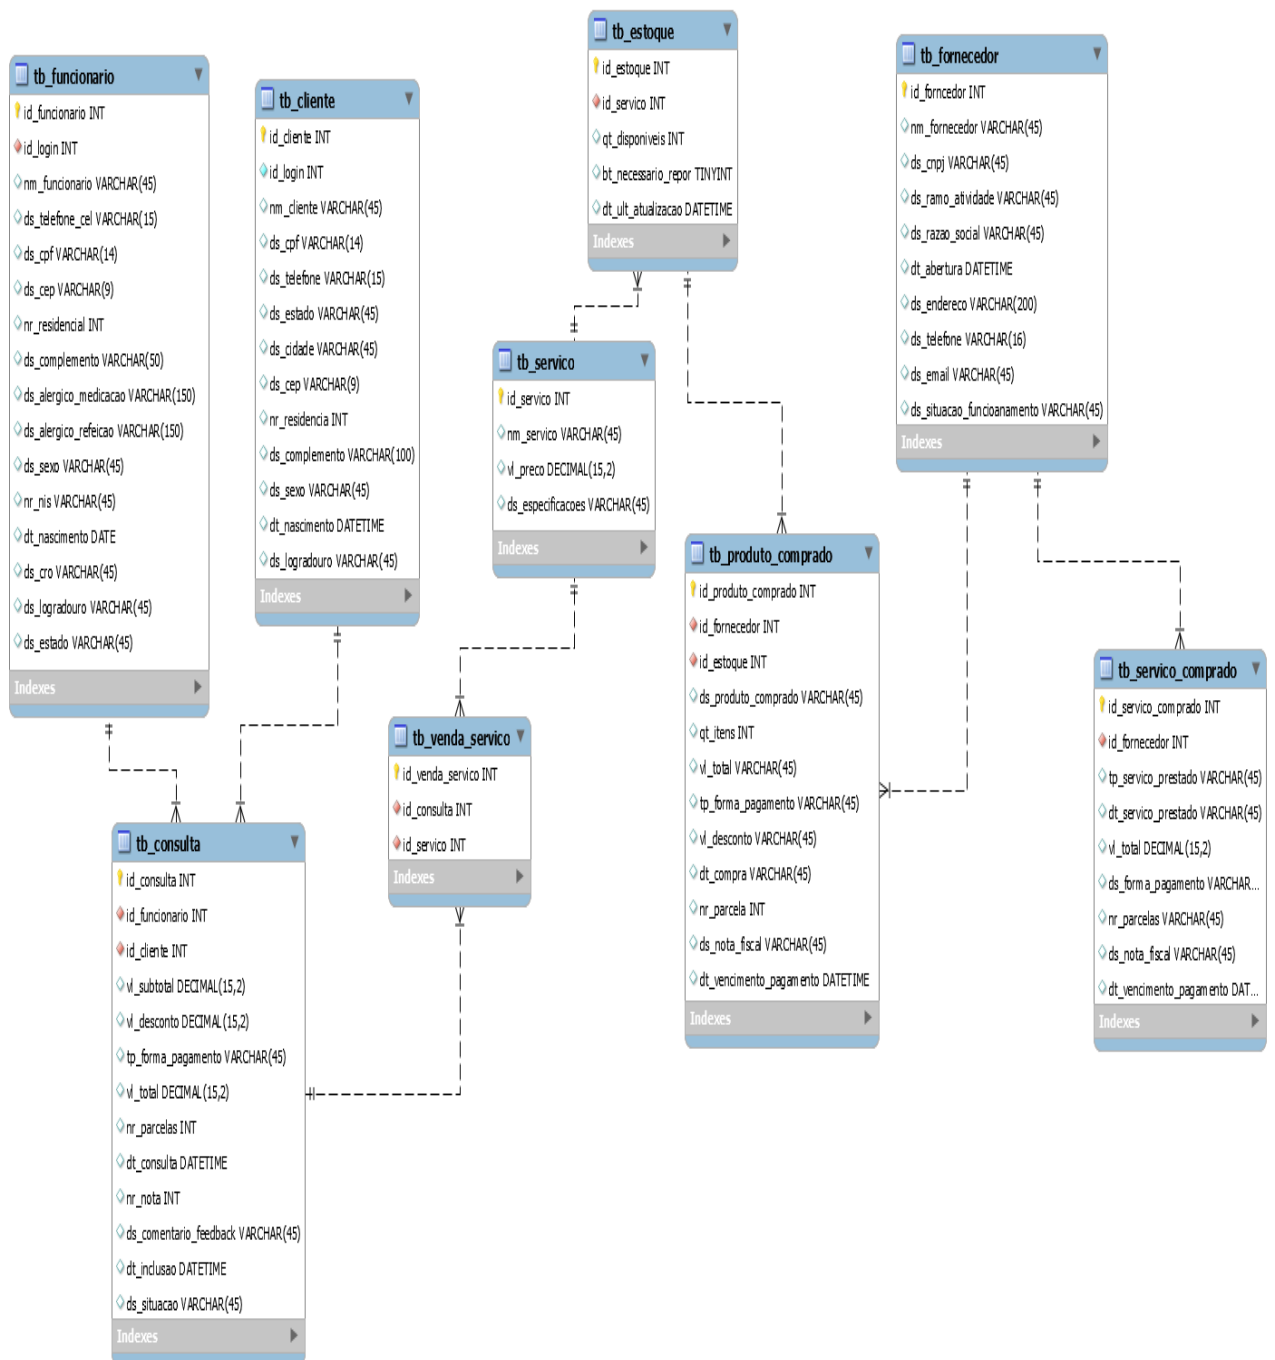 tb_funcionario
id_funcionario INT
id_login INT
nm_funcionario VARCHAR(45)
ds_telefone_cel VARCHAR(15)
ds_cpf VARCHAR(14)
ds_cep VARCHAR(9)
nr_residencial INT
ds_complemento VARCHAR(50)
ds_alergico_medicacao VARCHAR(150)
ds_alergico_refeicao VARCHAR(150)
ds_sexo VARCHAR(45)
nr_nis VARCHAR(45)
dt_nascimento DATE
ds_cro VARCHAR(45)
ds_logradouro VARCHAR(45)
ds_estado VARCHAR(45)
Indexes
tb_cliente
id_cliente INT
id_login INT
nm_cliente VARCHAR(45)
ds_cpf VARCHAR(14)
ds_telefone VARCHAR(15)
ds_estado VARCHAR(45)
ds_cidade VARCHAR(45)
ds_cep VARCHAR(9)
nr_residencia INT
ds_complemento VARCHAR(100)
ds_sexo VARCHAR(45)
dt_nascimento DATETIME
ds_logradouro VARCHAR(45)
Indexes
tb_estoque
id_estoque INT
id_servico INT
qt_disponiveis INT
bt_necessario_repor TINYINT
dt_ult_atualizacao DATETIME
Indexes
tb_fornecedor
id_forncedor INT
nm_fornecedor VARCHAR(45)
ds_cnpj VARCHAR(45)
ds_ramo_atividade VARCHAR(45)
ds_razao_social VARCHAR(45)
dt_abertura DATETIME
ds_endereco VARCHAR(200)
ds_telefone VARCHAR(16)
ds_email VARCHAR(45)
ds_situacao_funcioanamento VARCHAR(45)
Indexes
tb_servico
id_servico INT
nm_servico VARCHAR(45)
vl_preco DECIMAL(15,2)
ds_especificacoes VARCHAR(45)
Indexes
tb_produto_comprado
id_produto_comprado INT
id_fornecedor INT
id_estoque INT
ds_produto_comprado VARCHAR(45)
qt_itens INT
vl_total VARCHAR(45)
tp_forma_pagamento VARCHAR(45)
vl_desconto VARCHAR(45)
dt_compra VARCHAR(45)
nr_parcela INT
ds_nota_fiscal VARCHAR(45)
dt_vencimento_pagamento DATETIME
Indexes
tb_servico_comprado
id_servico_comprado INT
id_fornecedor INT
tp_servico_prestado VARCHAR(45)
dt_servico_prestado VARCHAR(45)
vl_total DECIMAL(15,2)
ds_forma_pagamento VARCHAR...
nr_parcelas VARCHAR(45)
ds_nota_fiscal VARCHAR(45)
dt_vencimento_pagamento DAT...
Indexes
tb_venda_servico
id_venda_servico INT
id_consulta INT
id_servico INT
Indexes
tb_consulta
id_consulta INT
id_funcionario INT
id_cliente INT
vl_subtotal DECIMAL(15,2)
vl_desconto DECIMAL(15,2)
tp_forma_pagamento VARCHAR(45)
vl_total DECIMAL(15,2)
nr_parcelas INT
dt_consulta DATETIME
nr_nota INT
ds_comentario_feedback VARCHAR(45)
dt_inclusao DATETIME
ds_situacao VARCHAR(45)
Indexes